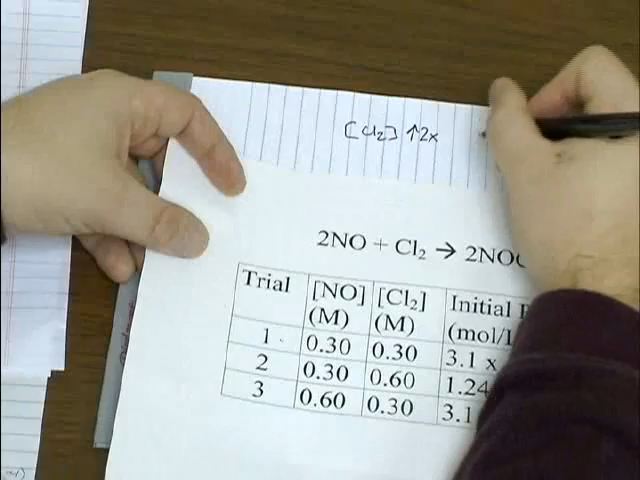 [Cl₂] ↑2x
2NO + Cl₂ → 2NOC
Trial [NO] (M) [Cl₂] (M) Initial (mol/L
1 0.30 0.30 3.1 x
2 0.30 0.60 1.24
3 0.60 0.30 3.1